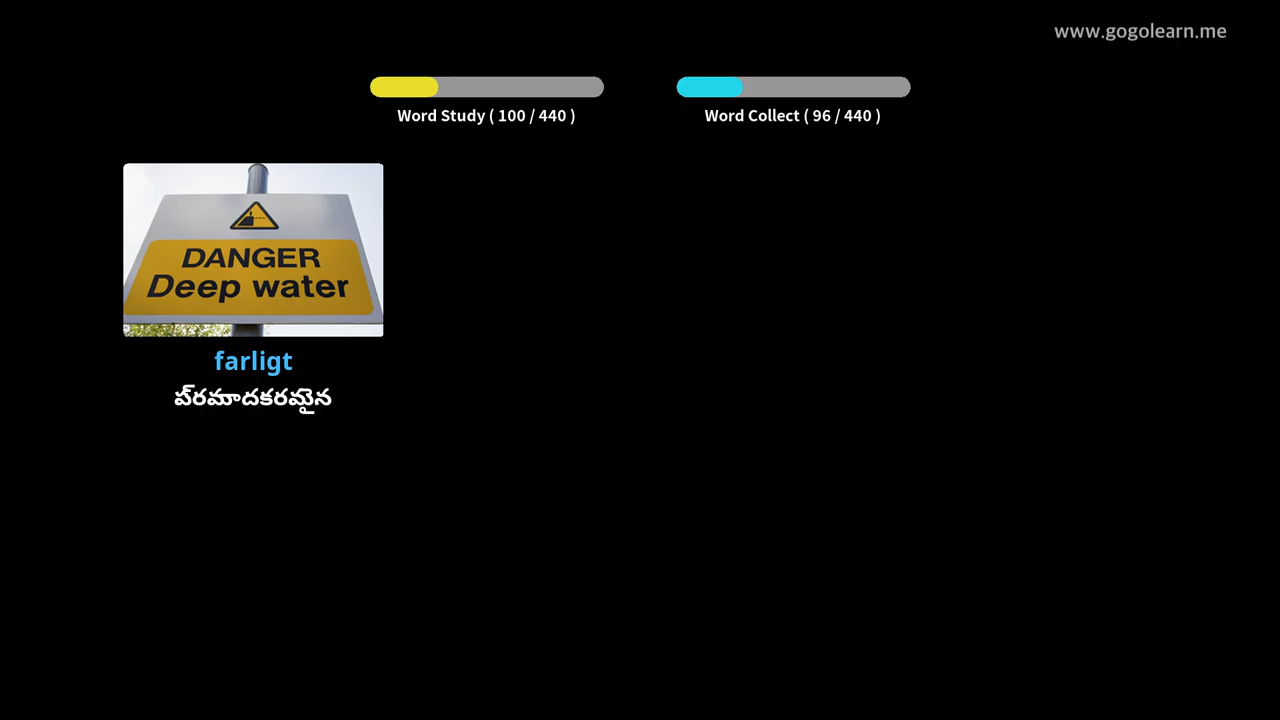 www.gogolearn.me
Word Study ( 100 / 440 )
Word Collect ( 96 / 440 )
DANGER
Deep water
farligt
ప్రమాదకరమైన